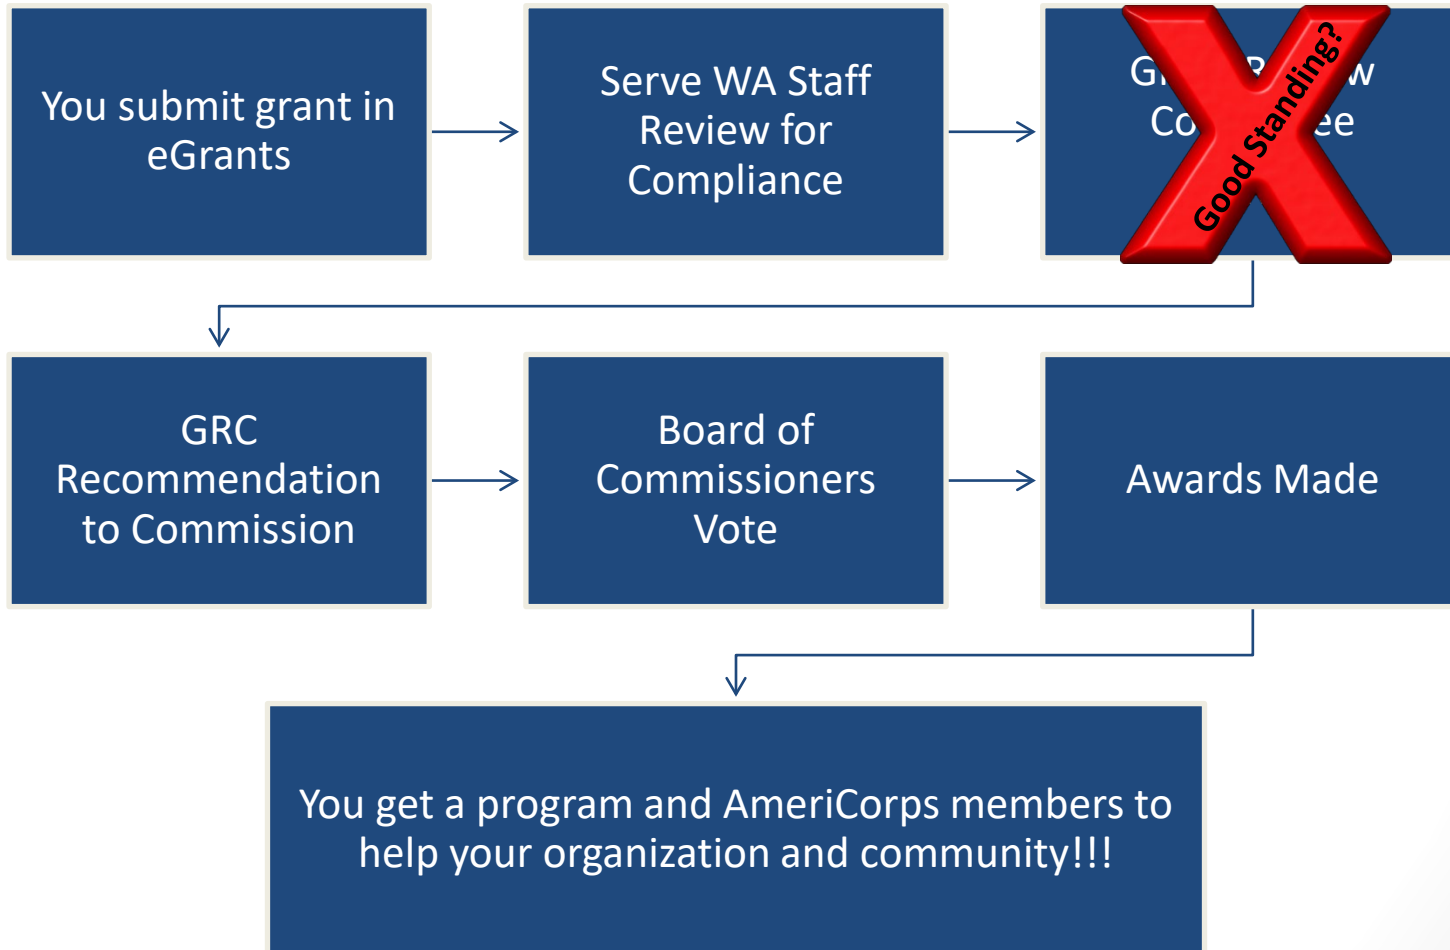 You submit grant in
eGrants
Serve WA Staff
Review for
Compliance
Good Standing?
GRC
Recommendation
to Commission
Board of
Commissioners
Vote
Awards Made
You get a program and AmeriCorps members to
help your organization and community!!!